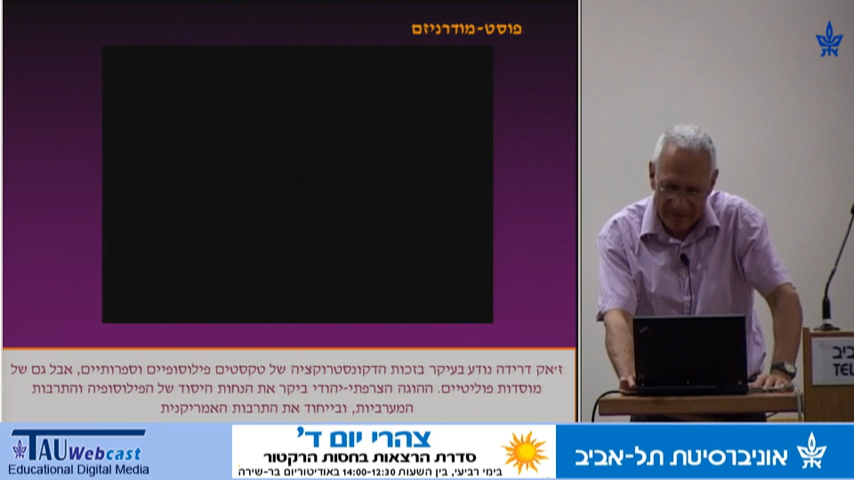 פוסט-מודרניזם
ז'אק דרידה נודע בעיקר בזכות הדקונסטרוקציה של טקסטים פילוסופיים וספרותיים, אבל גם של
מוסדות פוליטיים. ההוגה הצרפתי-יהודי ביקר את הנחות היסוד של הפילוסופיה והתרבות
המערביות, ובייחוד את התרבות האמריקנית
TAU Webcast
Educational Digital Media
צהרי יום ד'
סדרת הרצאות בחסות הרקטור
בימי רביעי, בין השעות 14:00-12:30 באודיטוריום בר-שירה
אוניברסיטת תל-אביב